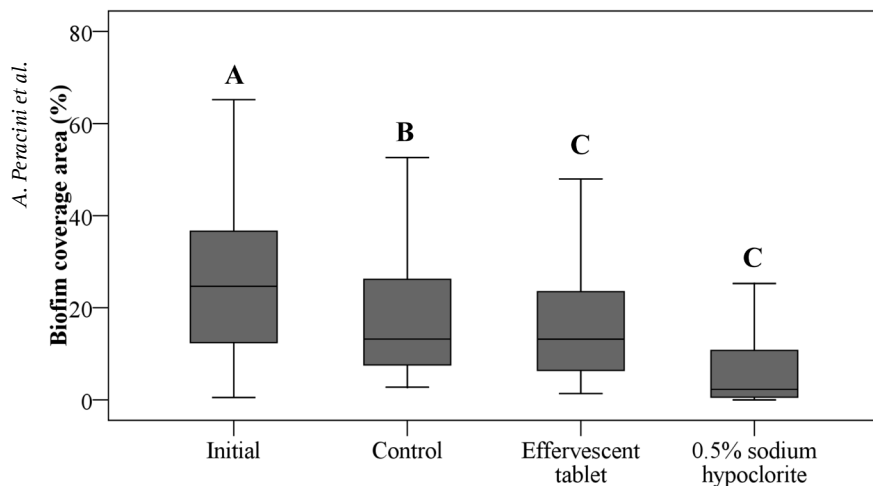 A. Peracini et al.
Biofim coverage area (%)
80
60
40
20
0
A
B
C
C
Initial
Control
Effervescent
tablet
0.5% sodium
hypoclorite